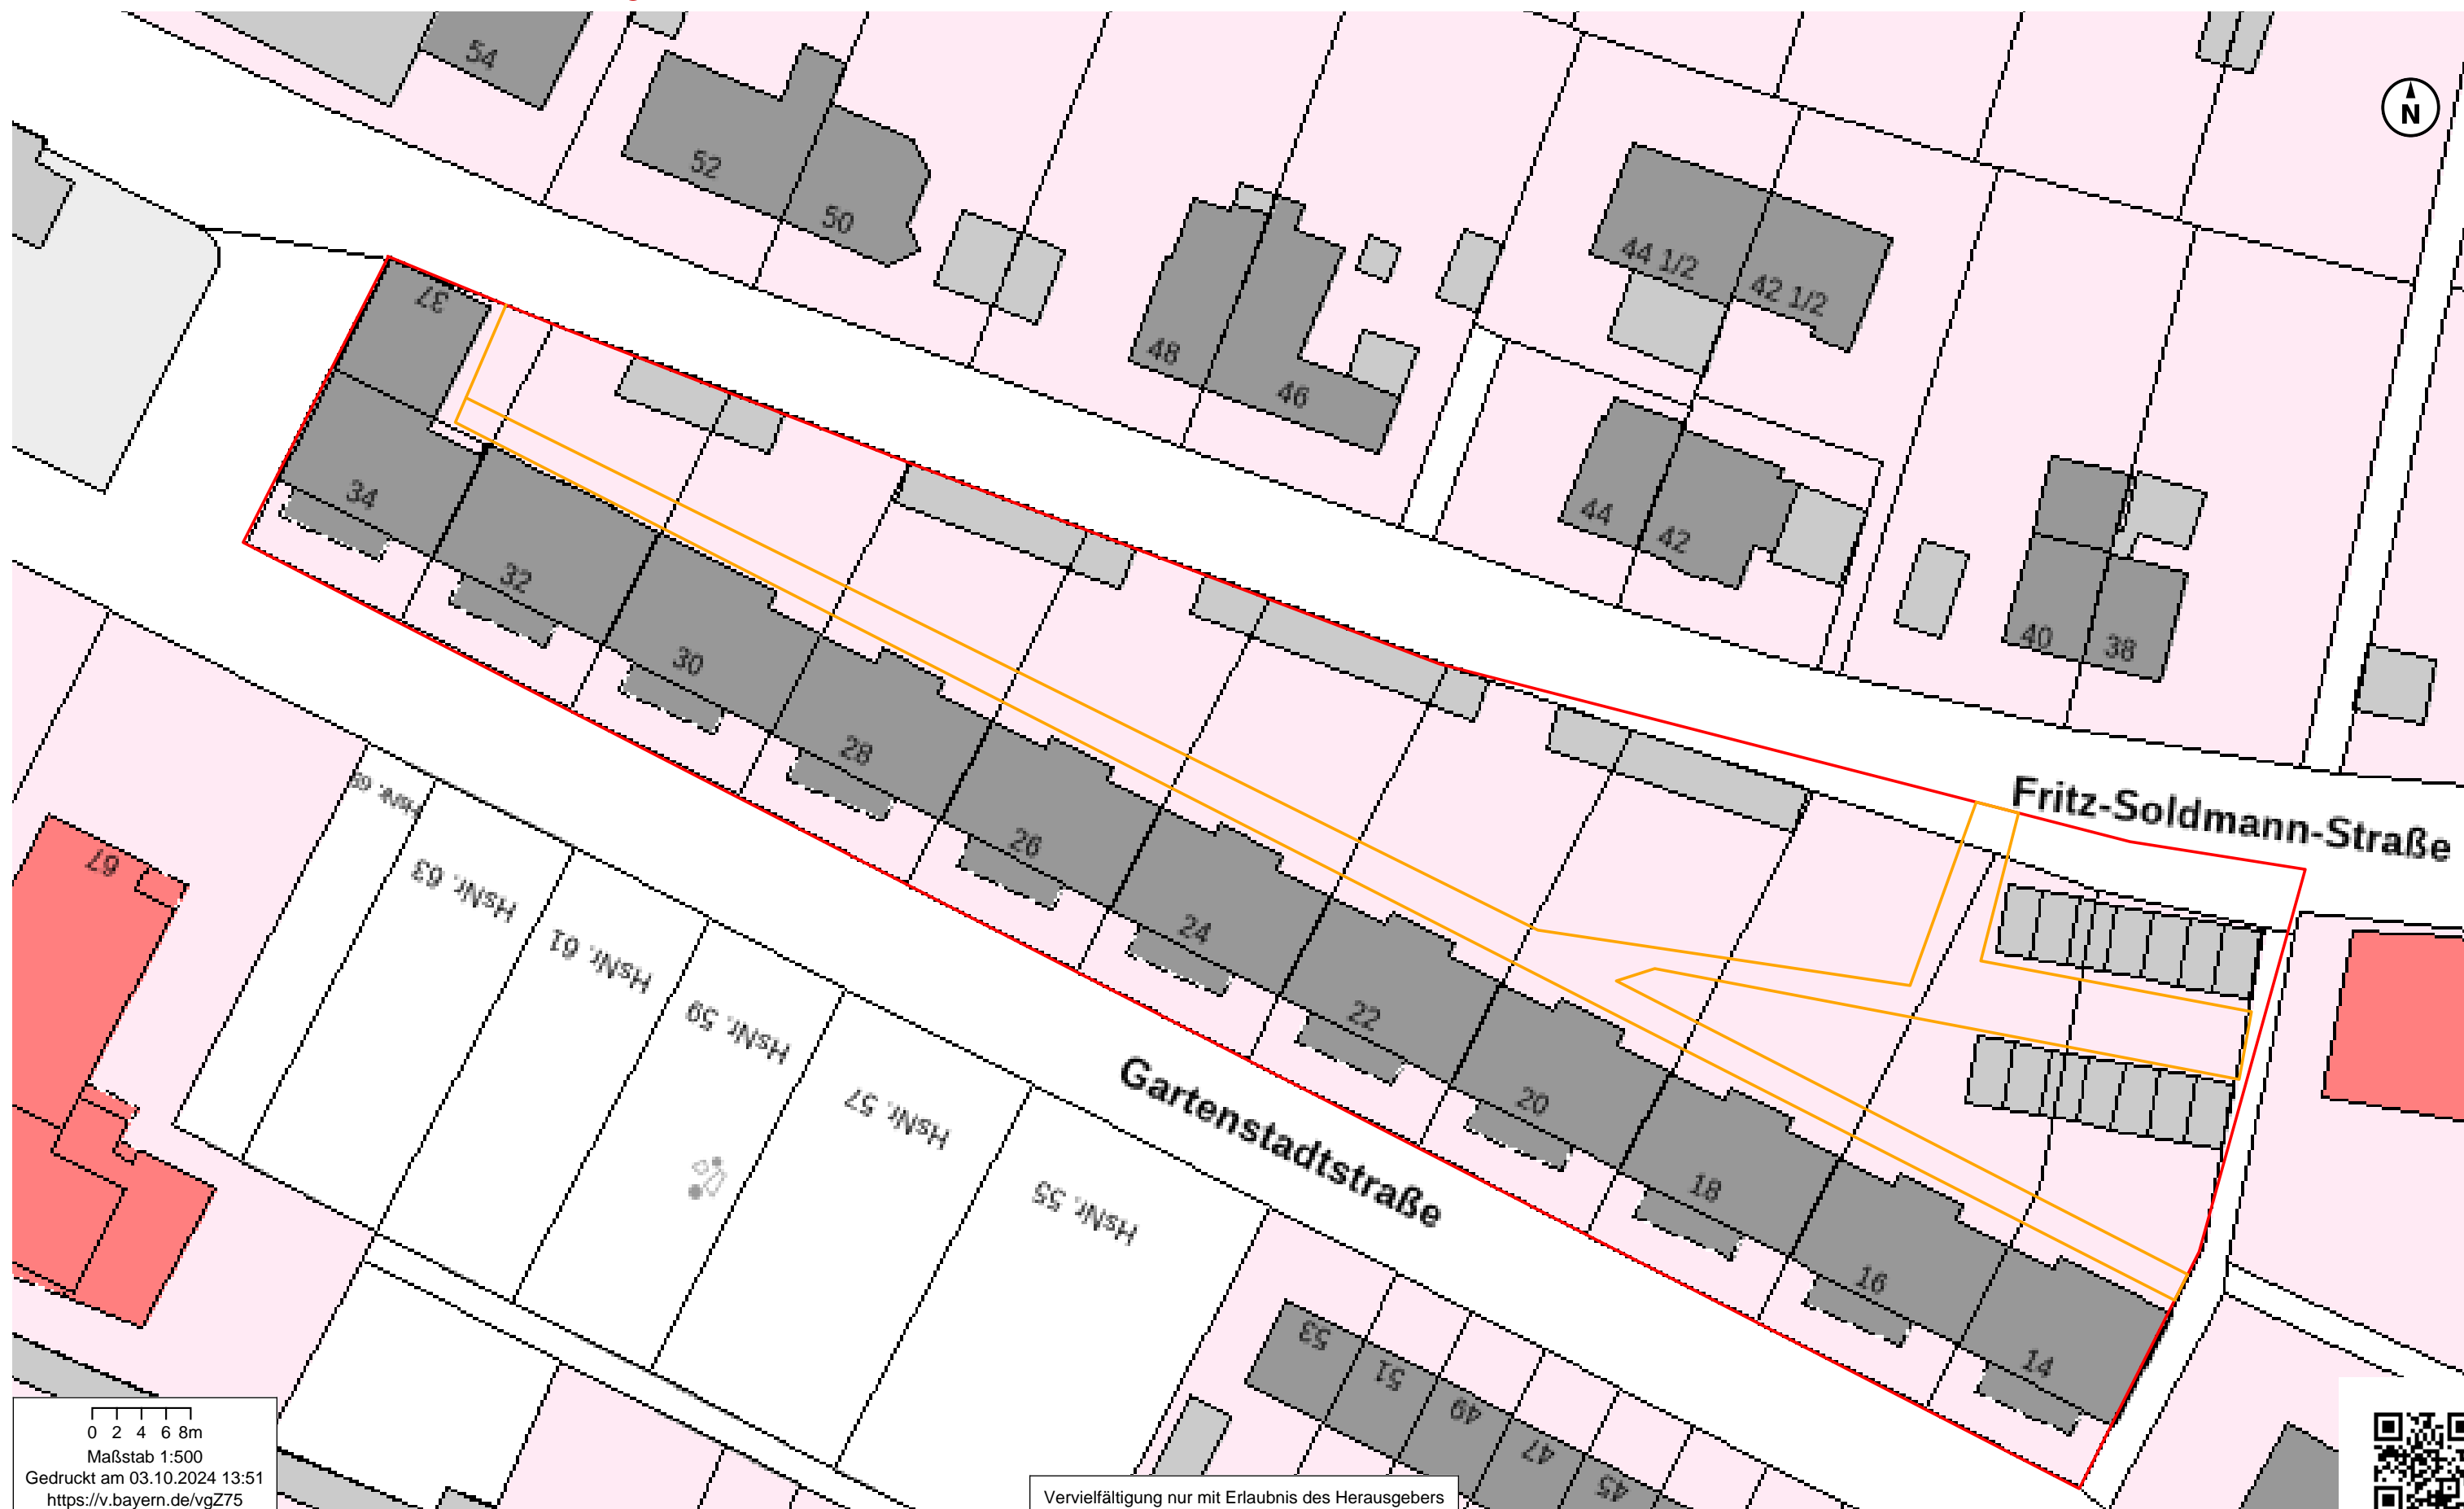 54
52
50
N
44 1/2
42 1/2
37
48
46
44
42
40
38
34
32
30
28
26
24
22
20
18
16
14
Fritz-Soldmann-Straße
67
HsNr. 63
HsNr. 61
HsNr. 59
HsNr. 57
HsNr. 55
Gartenstadtstraße
53
51
49
47
45
0 2 4 6 8m
Maßstab 1:500
Gedruckt am 03.10.2024 13:51
https://v.bayern.de/vgZ75
Vervielfältigung nur mit Erlaubnis des Herausgebers